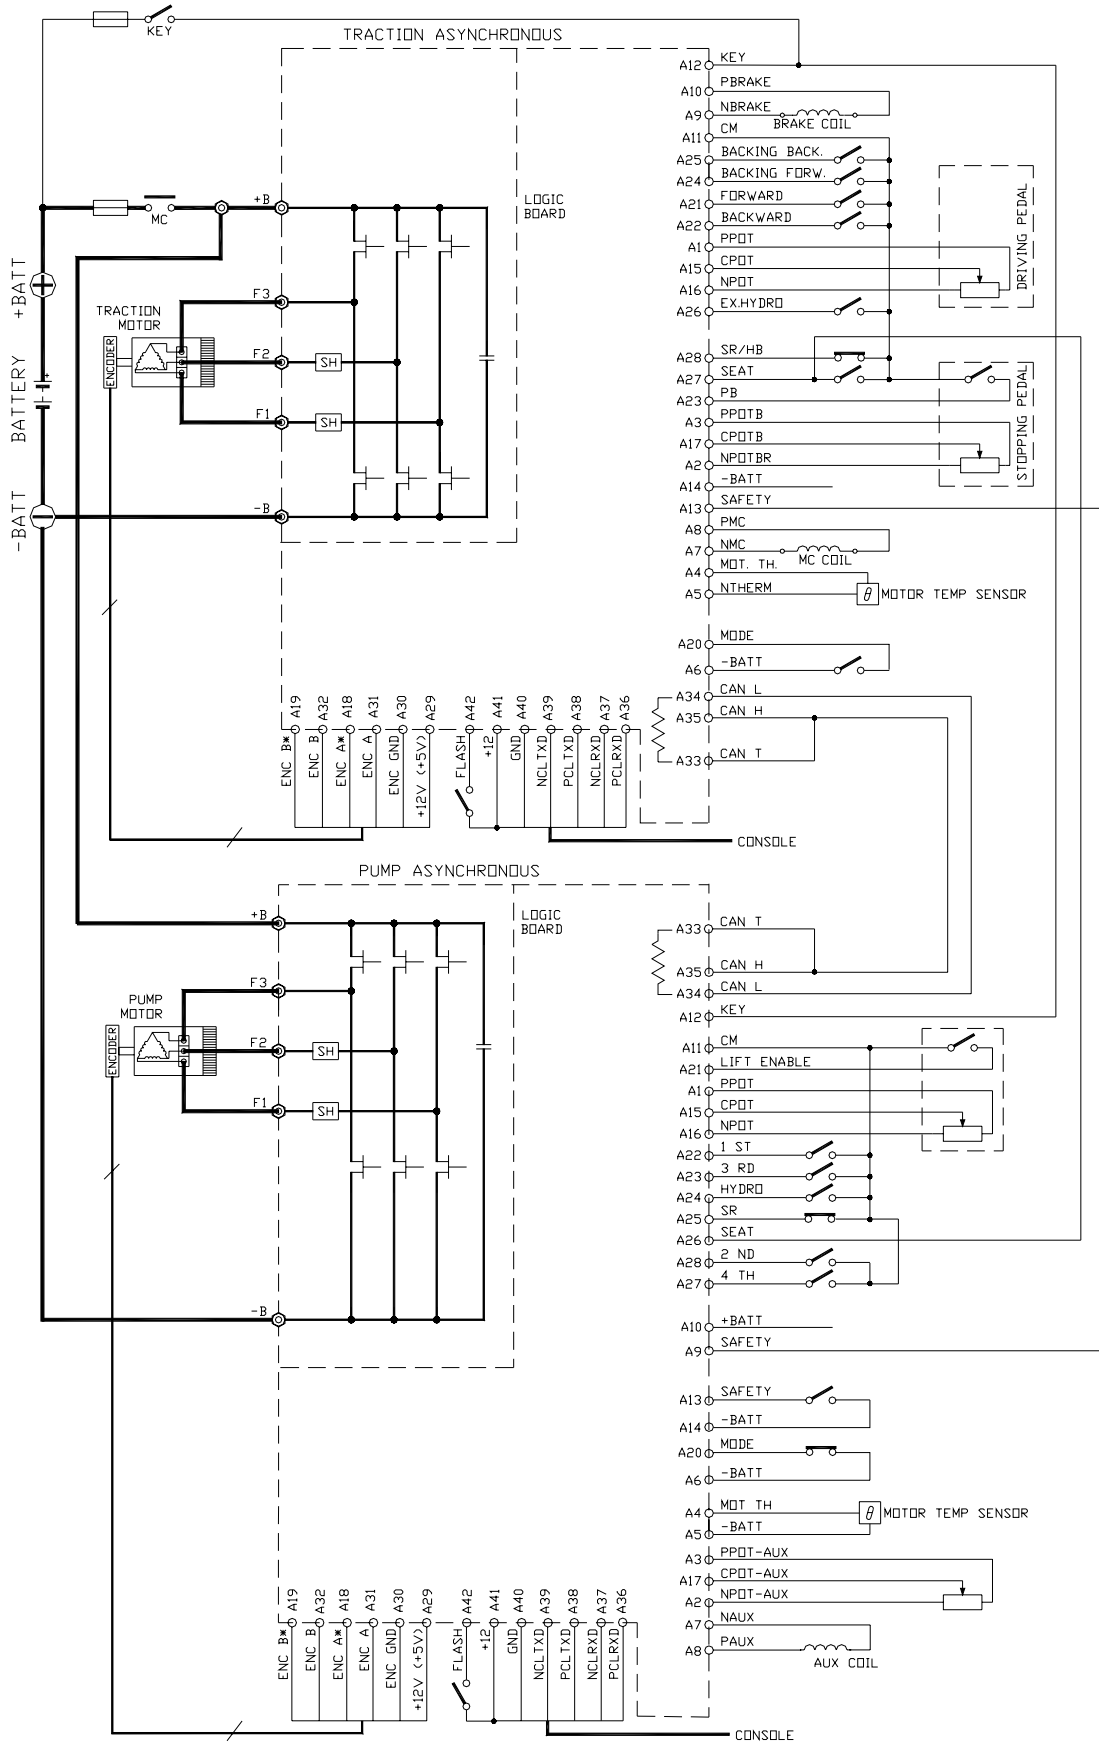 KEY
TRACTION ASYNCHRONOUS
A12 KEY
A10 PBRAKE
A9 NBRAKE
BRAKE COIL
A11 CM
A25 BACKING BACK.
A24 BACKING FORW.
A21 FORWARD
A22 BACKWARD
A1 PPOT
A15 CPOT
A16 NPOT
A26 EX.HYDRO
DRIVING PEDAL
A28 SR/HB
A27 SEAT
A23 PB
A3 PPOTB
A17 CPOTB
A2 NPOTBR
STOPPING PEDAL
A14 -BATT
A13 SAFETY
A8 PMC
A7 NMC
MC COIL
A4 MOT. TH.
A5 NTHERM
θ MOTOR TEMP SENSOR
A20 MODE
A6 -BATT
A34 CAN L
A35 CAN H
A33 CAN T
LOGIC
BOARD
MC
+B
F3
F2
SH
F1
SH
-B
+BATT
BATTERY
+
-BATT
TRACTION
MOTOR
ENCODER
A19 ENC B*
A32 ENC B
A18 ENC A*
A31 ENC A
A30 ENC GND
A29 +12V (+5V)
A42 FLASH
A41 +12
A40 GND
A39 NCLTXD
A38 PCLTXD
A37 NCLRXD
A36 PCLRXD
CONSOLE
PUMP ASYNCHRONOUS
LOGIC
BOARD
+B
F3
F2
SH
F1
SH
-B
PUMP
MOTOR
ENCODER
A33 CAN T
A35 CAN H
A34 CAN L
A12 KEY
A11 CM
A21 LIFT ENABLE
A1 PPOT
A15 CPOT
A16 NPOT
A22 1 ST
A23 3 RD
A24 HYDRO
A25 SR
A26 SEAT
A28 2 ND
A27 4 TH
A10 +BATT
A9 SAFETY
A13 SAFETY
A14 -BATT
A20 MODE
A6 -BATT
A4 MOT TH
A5 -BATT
θ MOTOR TEMP SENSOR
A3 PPOT-AUX
A17 CPOT-AUX
A2 NPOT-AUX
A7 NAUX
A8 PAUX
AUX COIL
A19 ENC B*
A32 ENC B
A18 ENC A*
A31 ENC A
A30 ENC GND
A29 +12V (+5V)
A42 FLASH
A41 +12
A40 GND
A39 NCLTXD
A38 PCLTXD
A37 NCLRXD
A36 PCLRXD
CONSOLE